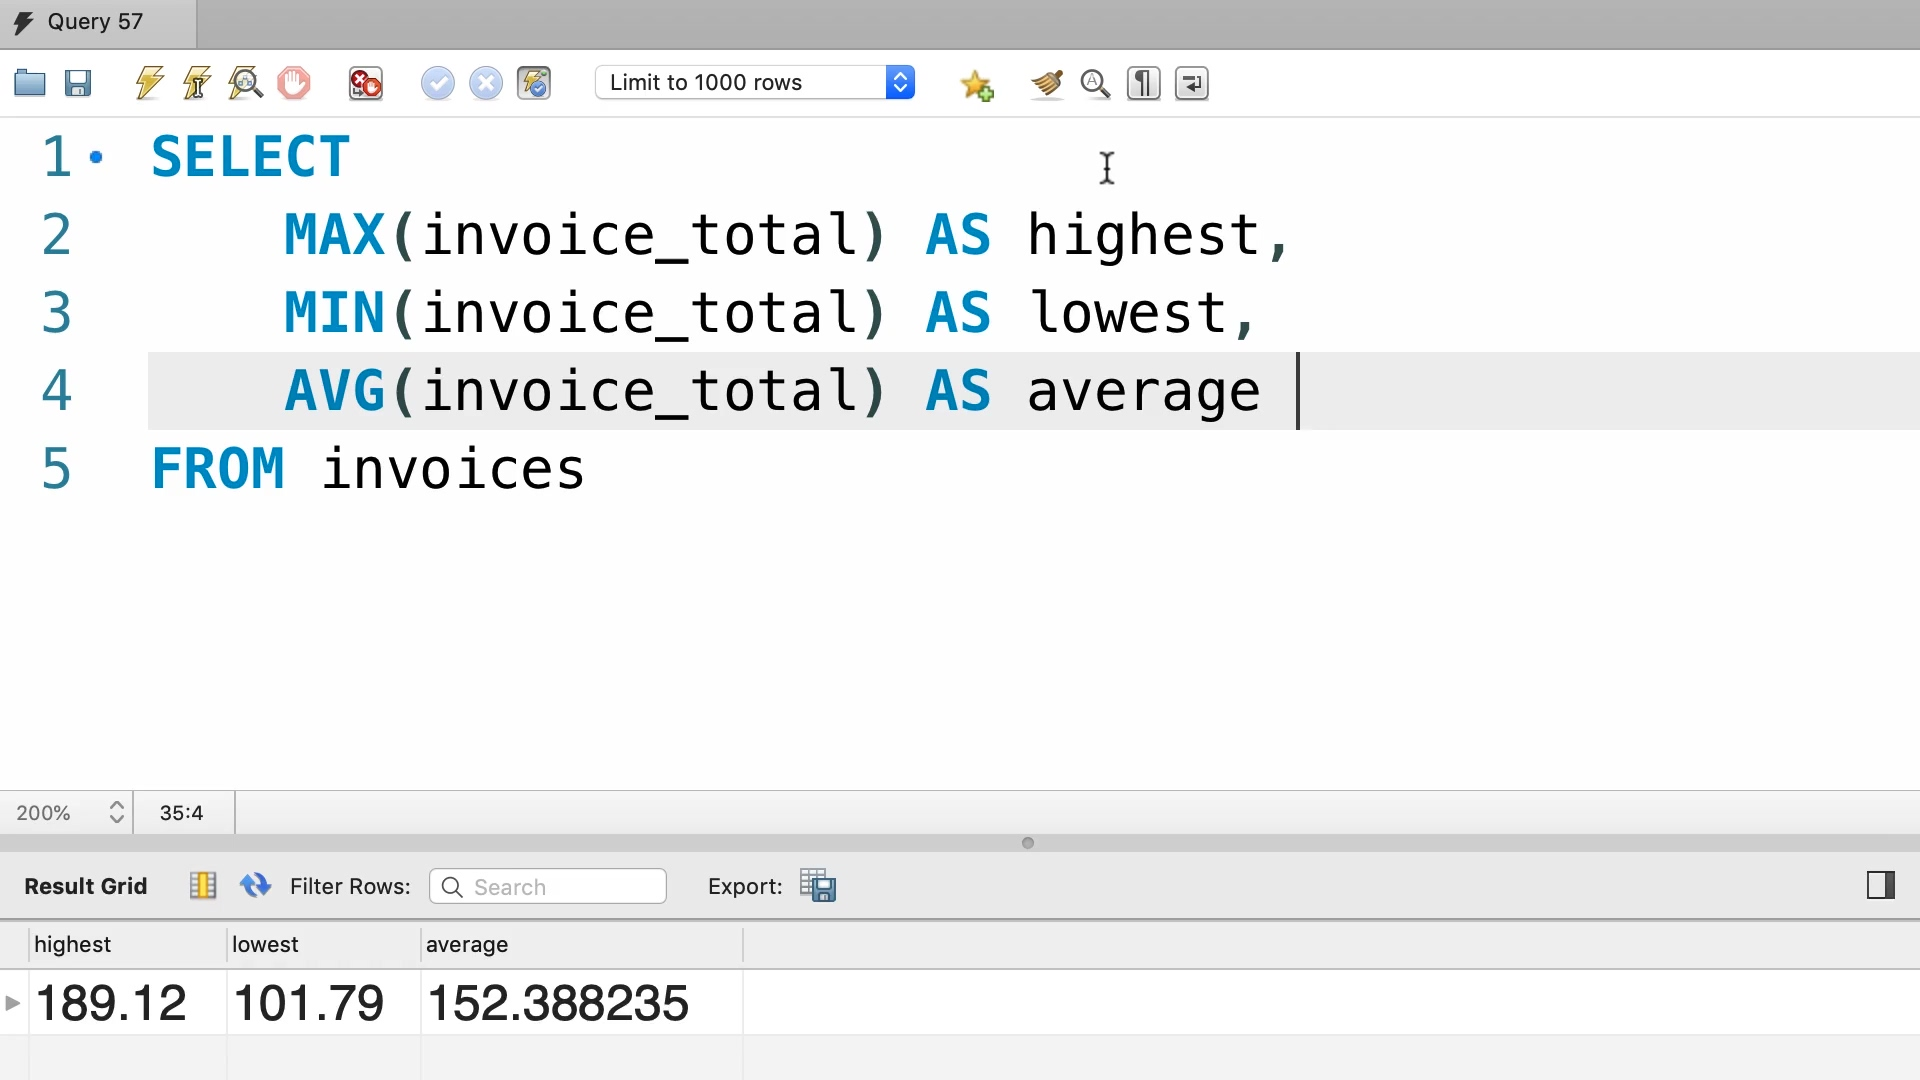 Query 57
Limit to 1000 rows
1 SELECT
2 MAX(invoice_total) AS highest,
3 MIN(invoice_total) AS lowest,
4 AVG(invoice_total) AS average
5 FROM invoices
200% 35:4
Result Grid Filter Rows: Search Export:
highest lowest average
189.12 101.79 152.388235